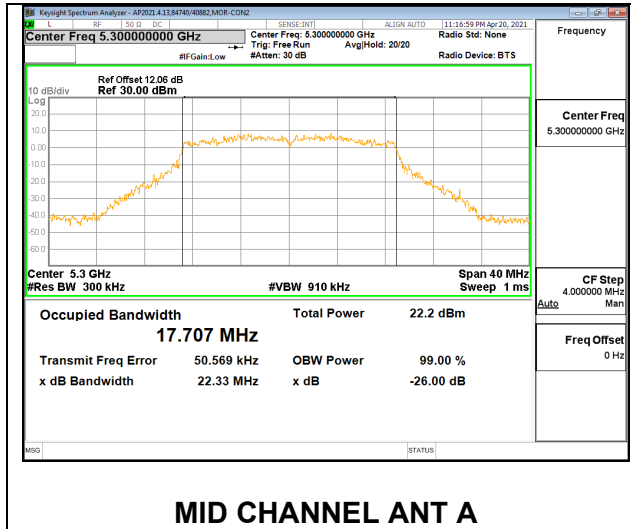 Keysight Spectrum Analyzer - AP2021.4.13,84740/40882,MOR-CON2
L RF 50 Ω DC SENSE:INT ALIGN AUTO 11:16:59 PM Apr 20, 2021
Center Freq 5.300000000 GHz
#IFGain:Low
Center Freq: 5.300000000 GHz
Trig: Free Run Avg|Hold: 20/20
#Atten: 30 dB
Radio Std: None
Radio Device: BTS
Frequency
Ref Offset 12.06 dB
10 dB/div Ref 30.00 dBm
Log
20.0
10.0
0.00
-10.0
-20.0
-30.0
-40.0
-50.0
-60.0
Center 5.3 GHz Span 40 MHz
#Res BW 300 kHz #VBW 910 kHz Sweep 1 ms
Center Freq
5.300000000 GHz
CF Step
4.000000 MHz
Auto Man
Freq Offset
0 Hz
Occupied Bandwidth Total Power 22.2 dBm
17.707 MHz
Transmit Freq Error 50.569 kHz OBW Power 99.00 %
x dB Bandwidth 22.33 MHz x dB -26.00 dB
MSG STATUS
MID CHANNEL ANT A